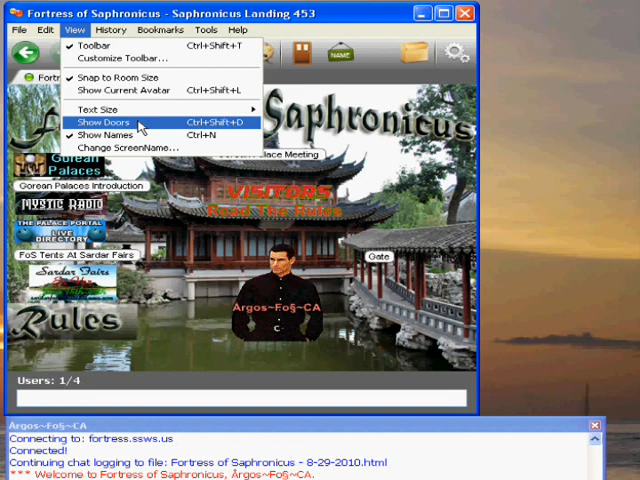 Fortress of Saphronicus - Saphronicus Landing 453
File Edit View History Bookmarks Tools Help
Toolbar Ctrl+Shift+T
Customize Toolbar...
Snap to Room Size
Show Current Avatar Ctrl+Shift+L
Text Size
Show Doors Ctrl+Shift+D
Show Names Ctrl+N
Change ScreenName...
NAME
Fortr
Saphronicus
Palace Meeting
Gorean
Palaces
Gorean Palaces Introduction
VISITORS
Read The Rules
MYSTIC RADIO
THE PALACE PORTAL
LIVE
DIRECTORY
FoS Tents At Sardar Fairs
Gate
Sardar Fairs
Rules
Argos~Fo§~CA
C
Users: 1/4
Årgos~Fo§~CA
Connecting to: fortress.ssws.us
Connected!
Continuing chat logging to file: Fortress of Saphronicus - 8-29-2010.html
*** Welcome to Fortress of Saphronicus, Årgos~Fo§~CA.